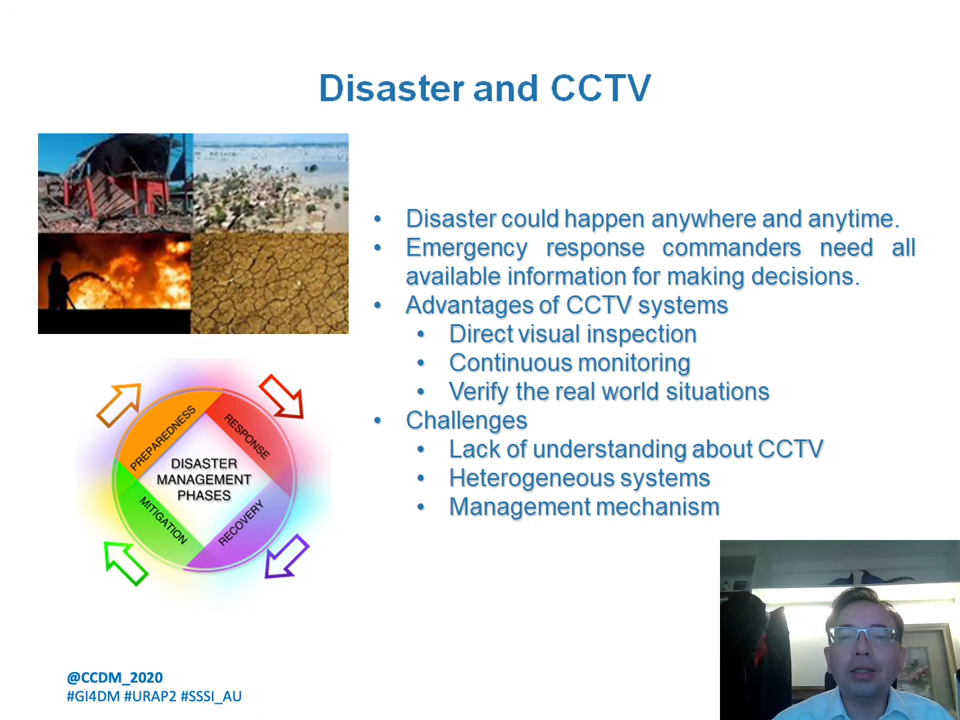 Disaster and CCTV
• Disaster could happen anywhere and anytime.
• Emergency response commanders need all
available information for making decisions.
• Advantages of CCTV systems
• Direct visual inspection
• Continuous monitoring
• Verify the real world situations
• Challenges
• Lack of understanding about CCTV
• Heterogeneous systems
• Management mechanism
PREPAREDNESS
RESPONSE
DISASTER
MANAGEMENT
PHASES
MITIGATION
RECOVERY
@CCDM_2020
#GI4DM #URAP2 #SSSI_AU